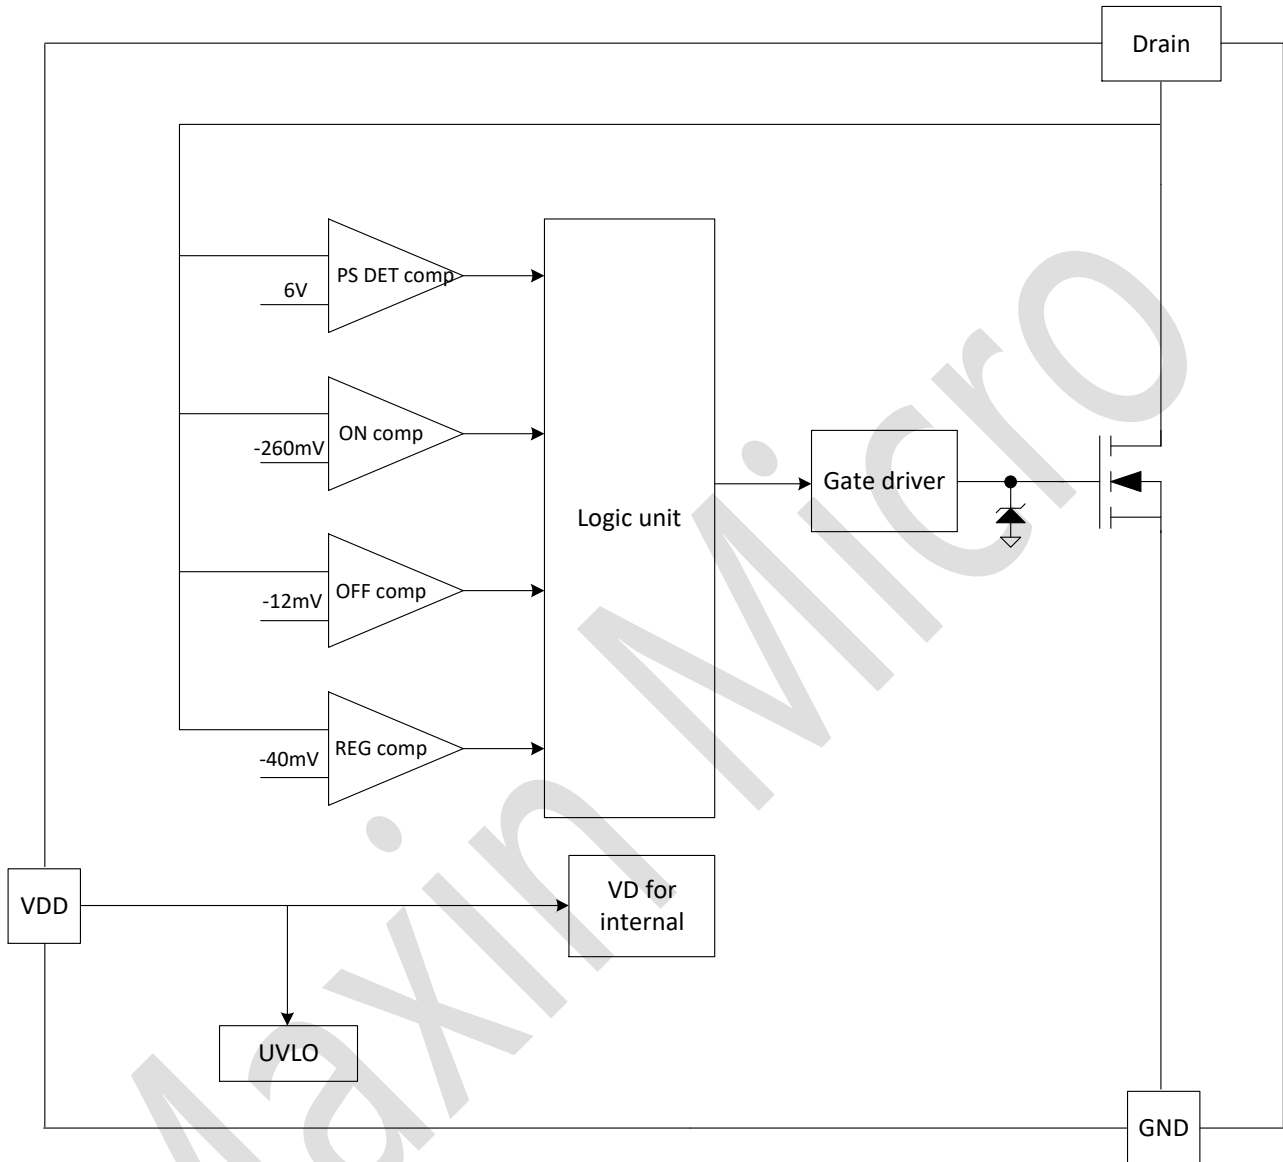 Drain
PS DET comp
6V
ON comp
-260mV
Gate driver
Logic unit
OFF comp
-12mV
REG comp
-40mV
VDD
VD for
internal
UVLO
GND
Maxin Micro